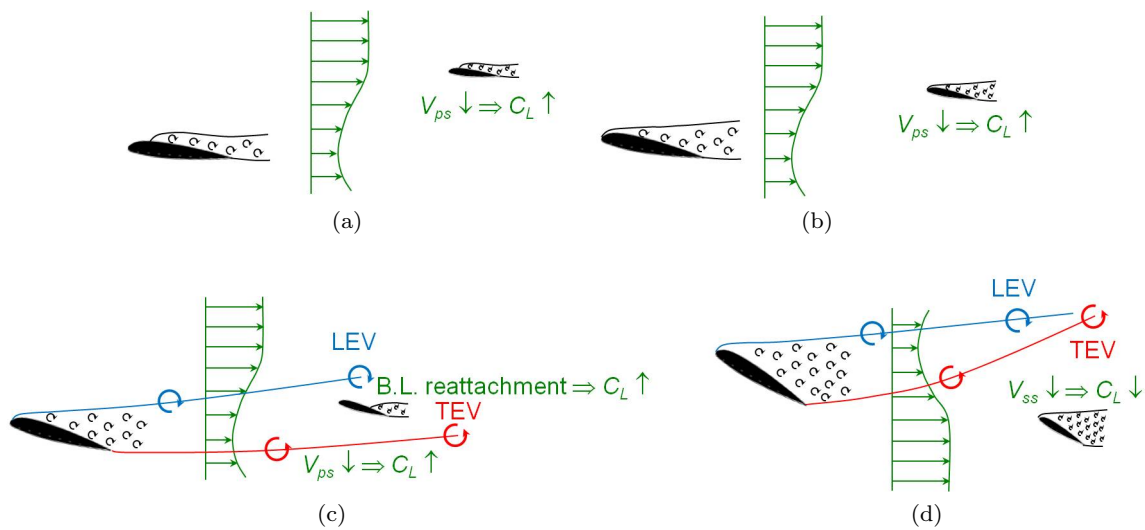 V_ps ↓ ⇒ C_L ↑
V_ps ↓ ⇒ C_L ↑
(a)
(b)
LEV
B.L. reattachment ⇒ C_L ↑
TEV
V_ps ↓ ⇒ C_L ↑
(c)
LEV
TEV
V_ss ↓ ⇒ C_L ↓
(d)